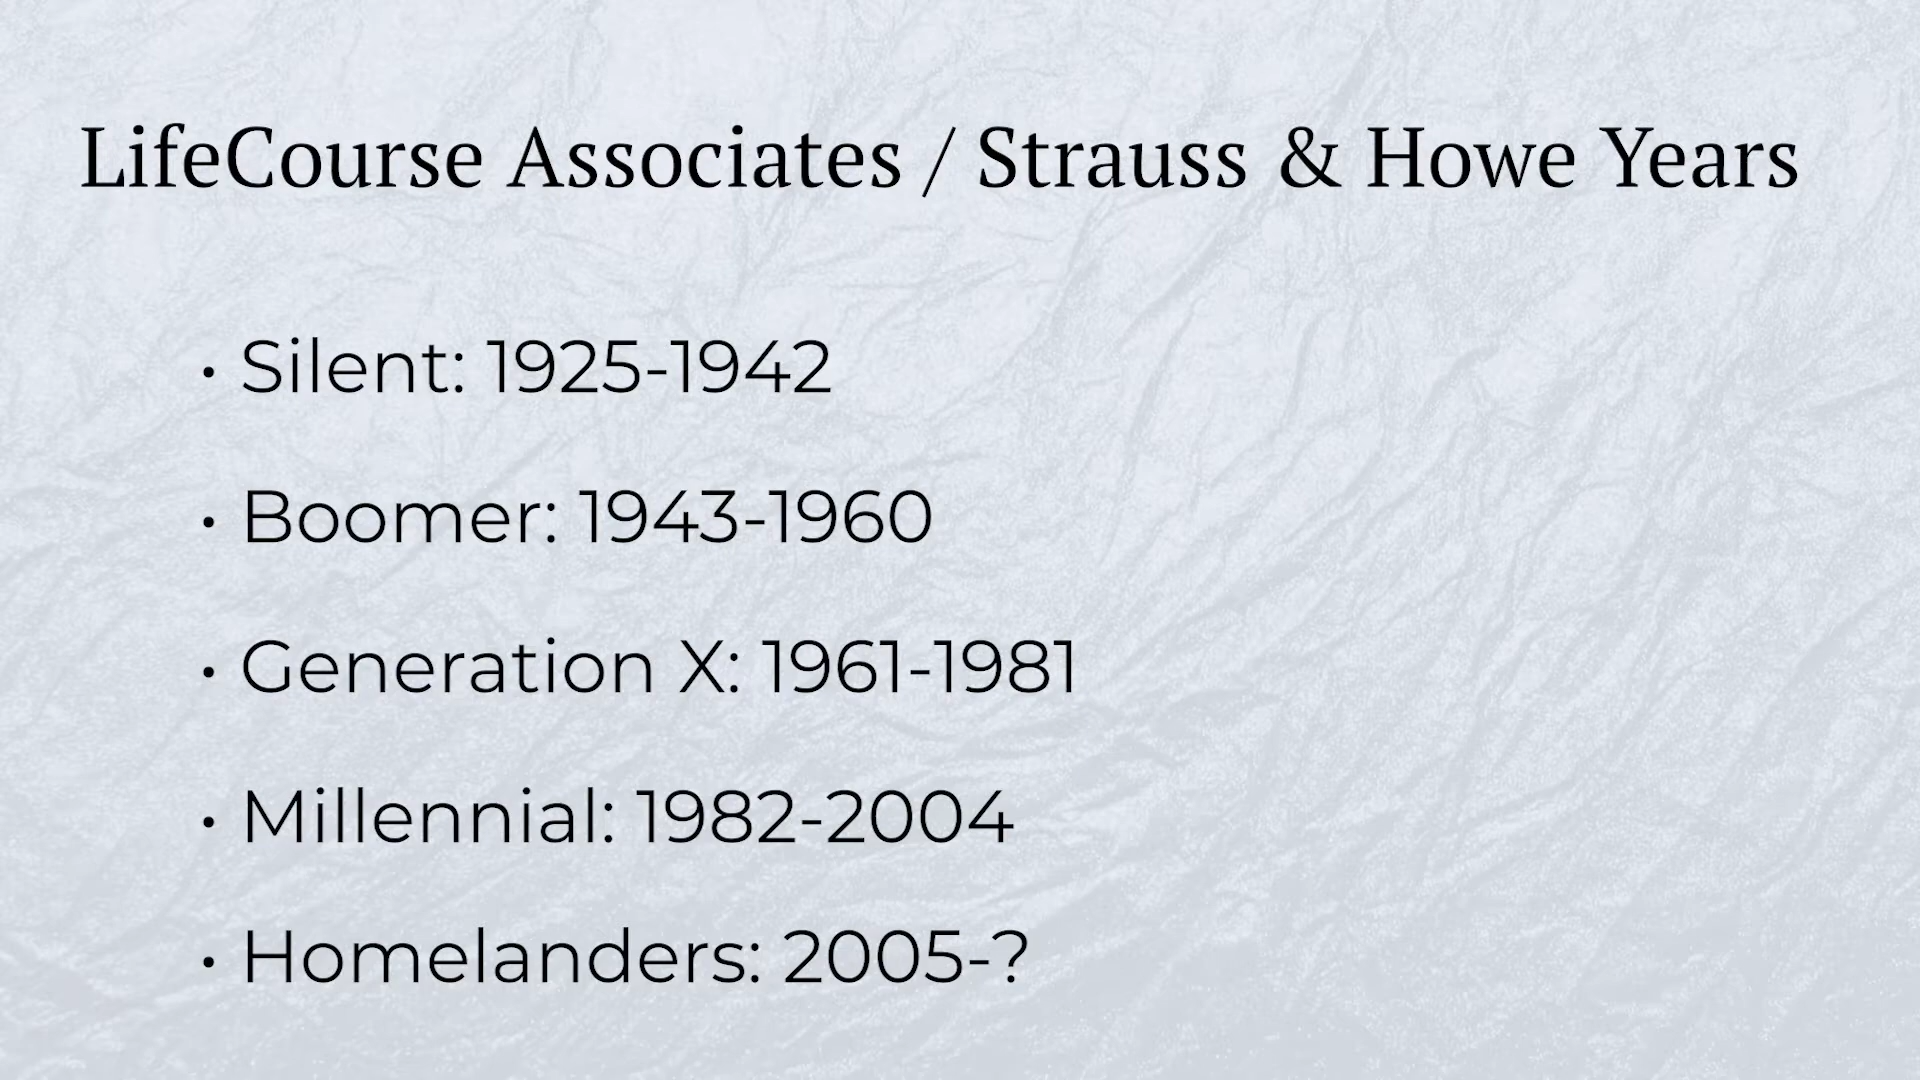 LifeCourse Associates / Strauss & Howe Years
• Silent: 1925-1942
• Boomer: 1943-1960
• Generation X: 1961-1981
• Millennial: 1982-2004
• Homelanders: 2005-?